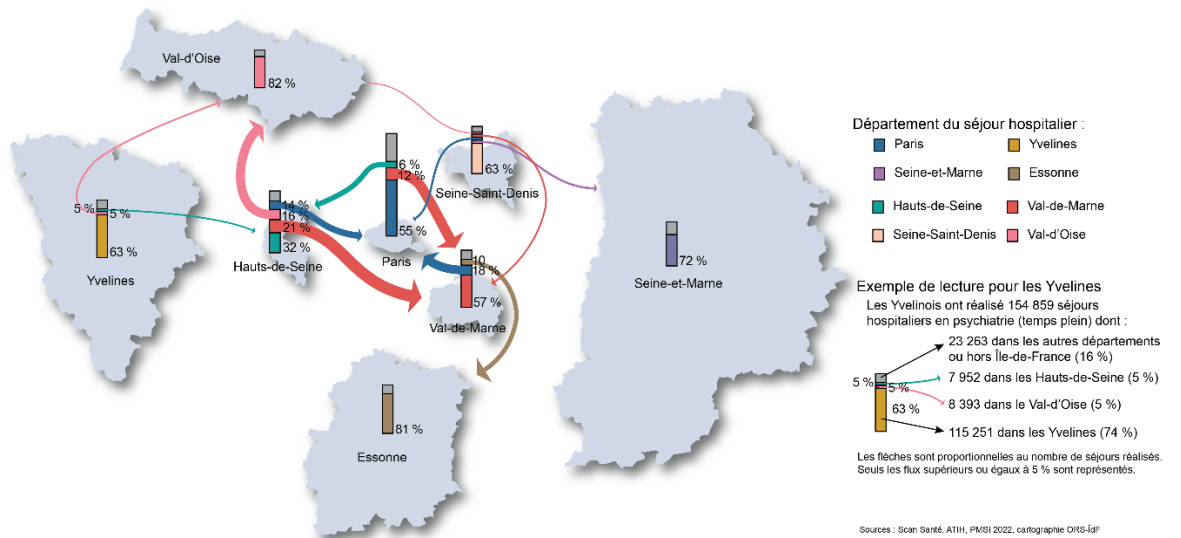 Val-d'Oise
82 %
5 %
5 %
63 %
Yvelines
14 %
16 %
21 %
32 %
Hauts-de-Seine
6 %
12 %
55 %
Paris
63 %
Seine-Saint-Denis
10
18 %
57 %
Val-de-Marne
81 %
Essonne
72 %
Seine-et-Marne
Département du séjour hospitalier :
Paris
Yvelines
Seine-et-Marne
Essonne
Hauts-de-Seine
Val-de-Marne
Seine-Saint-Denis
Val-d'Oise
Exemple de lecture pour les Yvelines
Les Yvelinois ont réalisé 154 859 séjours
hospitaliers en psychiatrie (temps plein) dont :
23 263 dans les autres départements
ou hors Île-de-France (16 %)
5 %
5 %
63 %
7 952 dans les Hauts-de-Seine (5 %)
8 393 dans le Val-d'Oise (5 %)
115 251 dans les Yvelines (74 %)
Les flèches sont proportionnelles au nombre de séjours réalisés.
Seuls les flux supérieurs ou égaux à 5 % sont représentés.
Sources : Scan Santé, ATIH, PMSI 2022, cartographie ORS-ÎdF